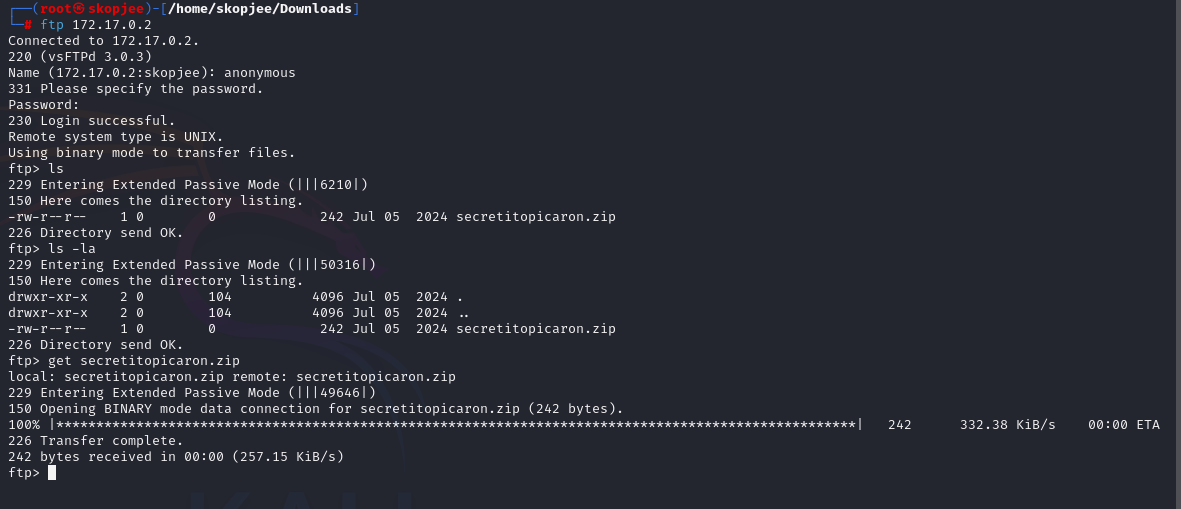 ┌──(root㉿skopjee)-[/home/skopjee/Downloads]
└─# ftp 172.17.0.2
Connected to 172.17.0.2.
220 (vsFTPd 3.0.3)
Name (172.17.0.2:skopjee): anonymous
331 Please specify the password.
Password:
230 Login successful.
Remote system type is UNIX.
Using binary mode to transfer files.
ftp> ls
229 Entering Extended Passive Mode (|||6210|)
150 Here comes the directory listing.
-rw-r--r--    1 0        0             242 Jul 05  2024 secretitopicaron.zip
226 Directory send OK.
ftp> ls -la
229 Entering Extended Passive Mode (|||50316|)
150 Here comes the directory listing.
drwxr-xr-x    2 0        104          4096 Jul 05  2024 .
drwxr-xr-x    2 0        104          4096 Jul 05  2024 ..
-rw-r--r--    1 0        0             242 Jul 05  2024 secretitopicaron.zip
226 Directory send OK.
ftp> get secretitopicaron.zip
local: secretitopicaron.zip remote: secretitopicaron.zip
229 Entering Extended Passive Mode (|||49646|)
150 Opening BINARY mode data connection for secretitopicaron.zip (242 bytes).
100% |****************************************************************************************************|   242      332.38 KiB/s    00:00 ETA
226 Transfer complete.
242 bytes received in 00:00 (257.15 KiB/s)
ftp>